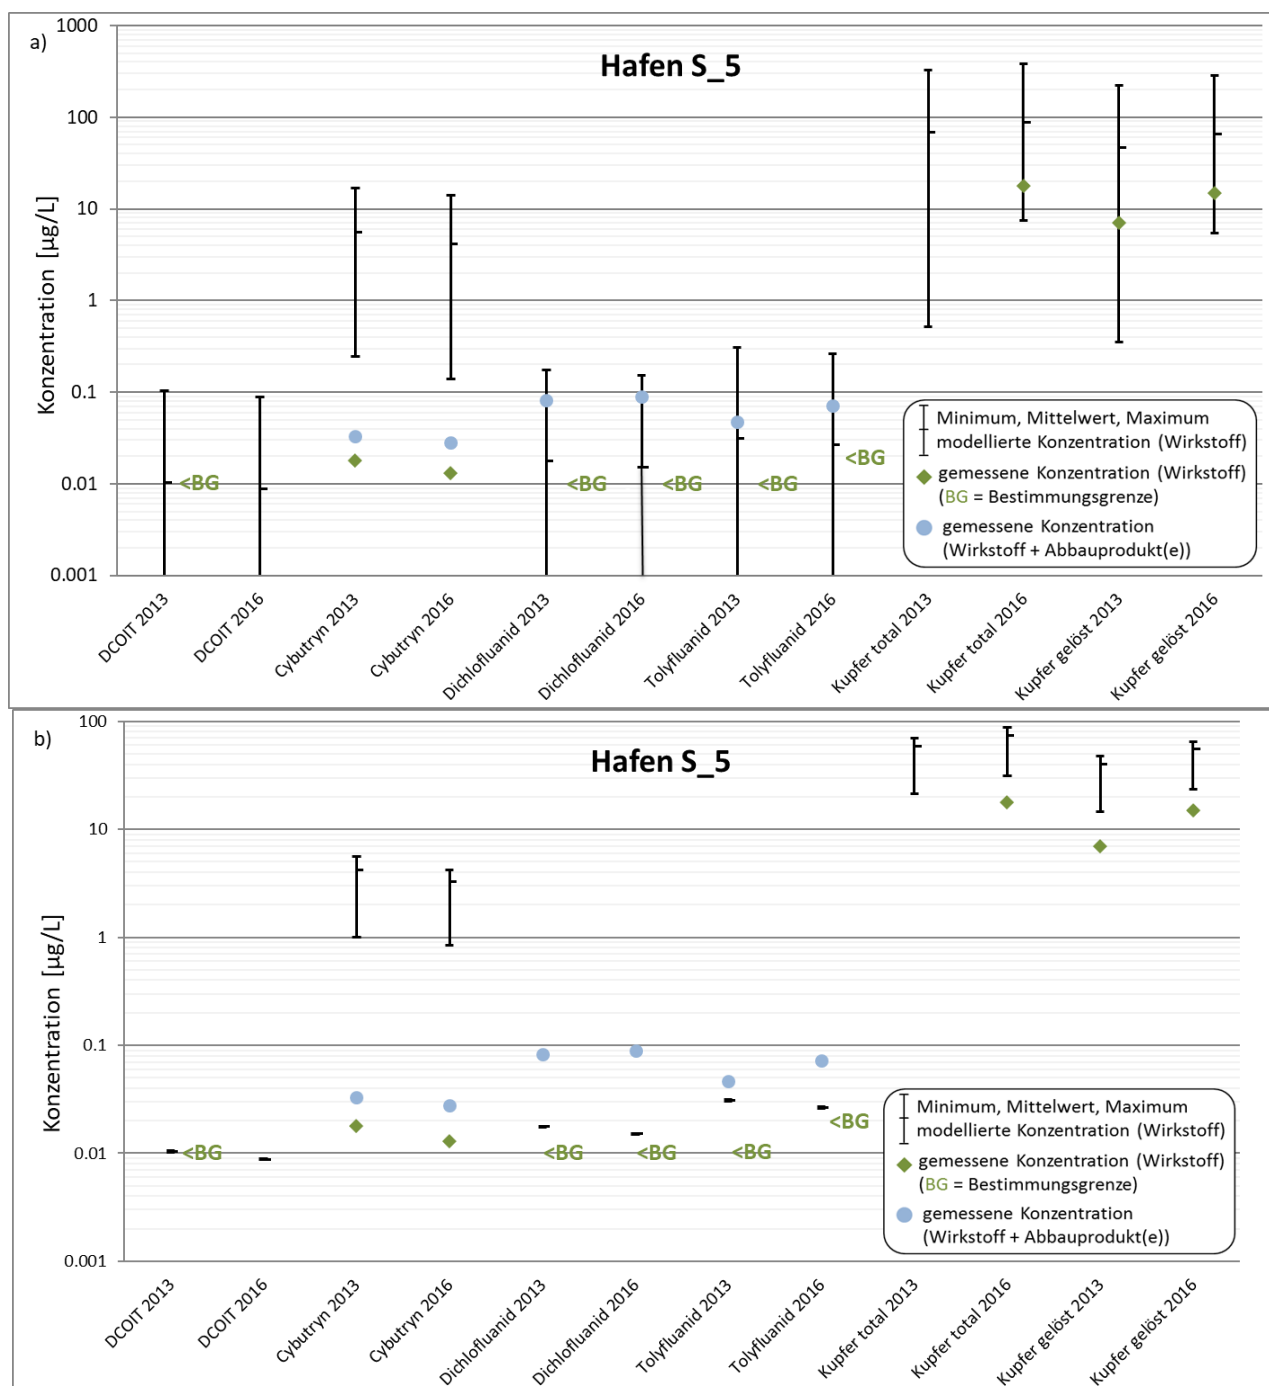 a)
Hafen S_5
1000
100
10
1
0.1
0.01
0.001
Konzentration [µg/L]
<BG
<BG
<BG
<BG
<BG
Minimum, Mittelwert, Maximum
modellierte Konzentration (Wirkstoff)
gemessene Konzentration (Wirkstoff)
(BG = Bestimmungsgrenze)
gemessene Konzentration
(Wirkstoff + Abbauprodukt(e))
DCOIT 2013
DCOIT 2016
Cybutryn 2013
Cybutryn 2016
Dichlofluanid 2013
Dichlofluanid 2016
Tolyfluanid 2013
Tolyfluanid 2016
Kupfer total 2013
Kupfer total 2016
Kupfer gelöst 2013
Kupfer gelöst 2016
b)
Hafen S_5
100
10
1
0.1
0.01
0.001
Konzentration [µg/L]
<BG
<BG
<BG
<BG
<BG
Minimum, Mittelwert, Maximum
modellierte Konzentration (Wirkstoff)
gemessene Konzentration (Wirkstoff)
(BG = Bestimmungsgrenze)
gemessene Konzentration
(Wirkstoff + Abbauprodukt(e))
DCOIT 2013
DCOIT 2016
Cybutryn 2013
Cybutryn 2016
Dichlofluanid 2013
Dichlofluanid 2016
Tolyfluanid 2013
Tolyfluanid 2016
Kupfer total 2013
Kupfer total 2016
Kupfer gelöst 2013
Kupfer gelöst 2016